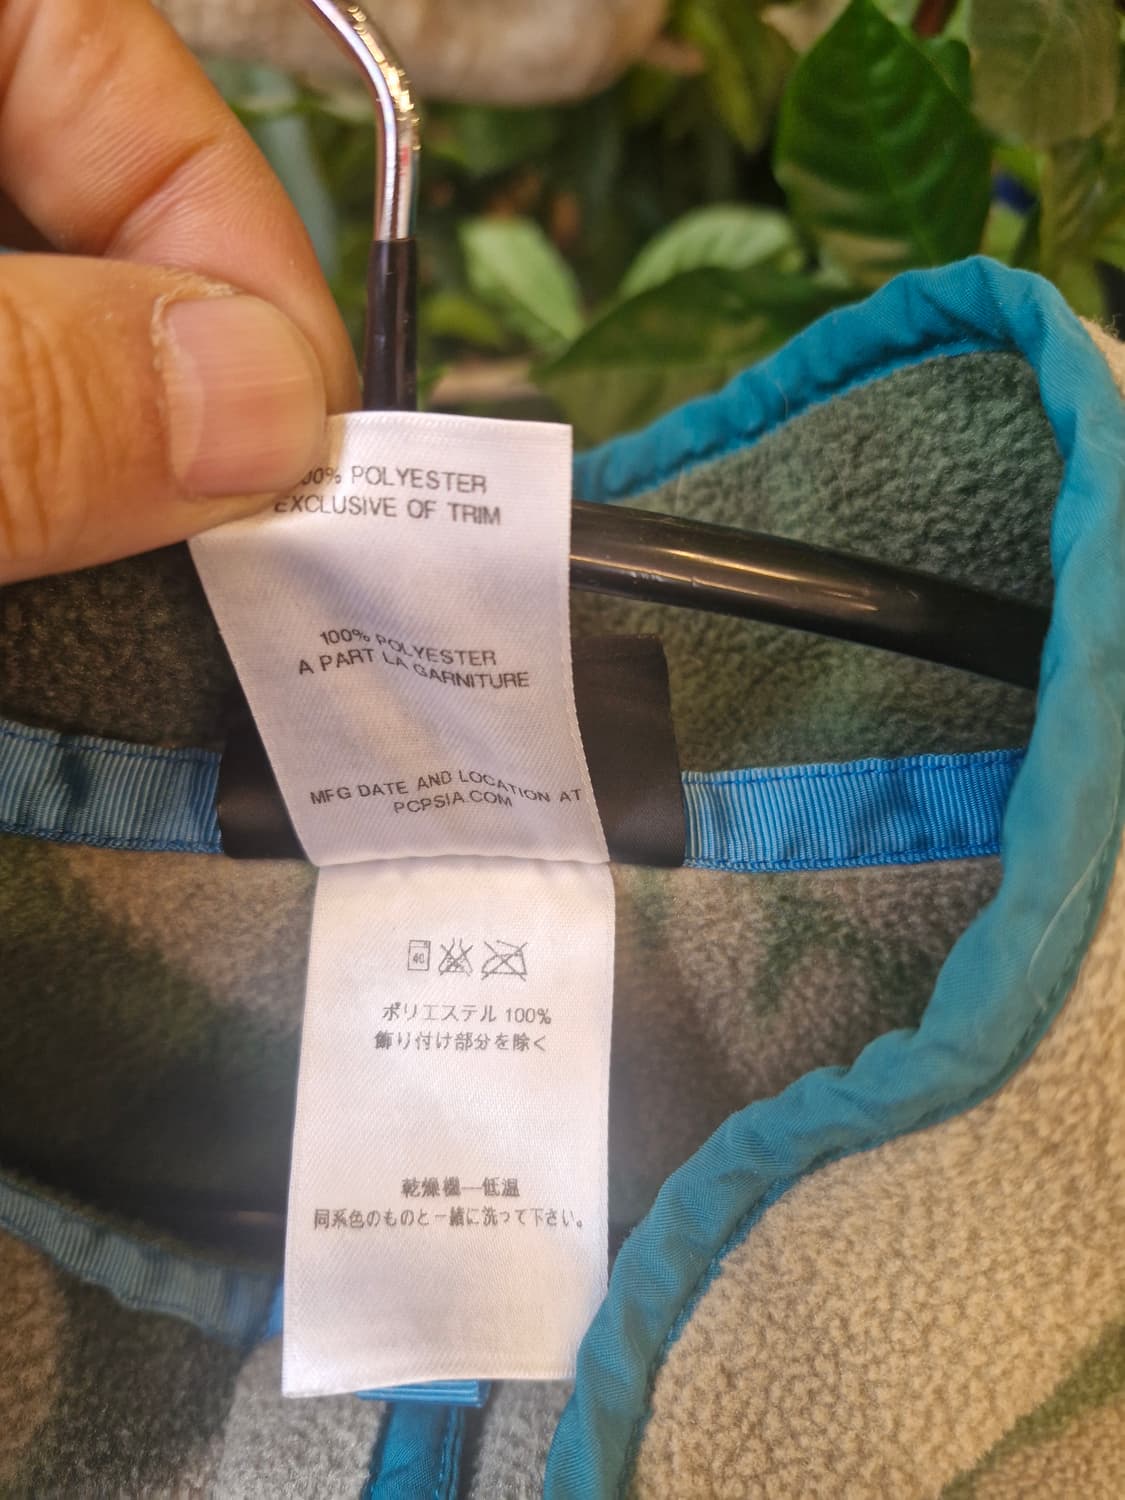 00% POLYESTER
EXCLUSIVE OF TRIM
100% POLYESTER
A PART LA GARNITURE
MFG DATE AND LOCATION AT
PCPSIA.COM
40
ポリエステル 100%
飾り付け部分を除く
乾燥機—低温
同系色のものと一緒に洗って下さい。